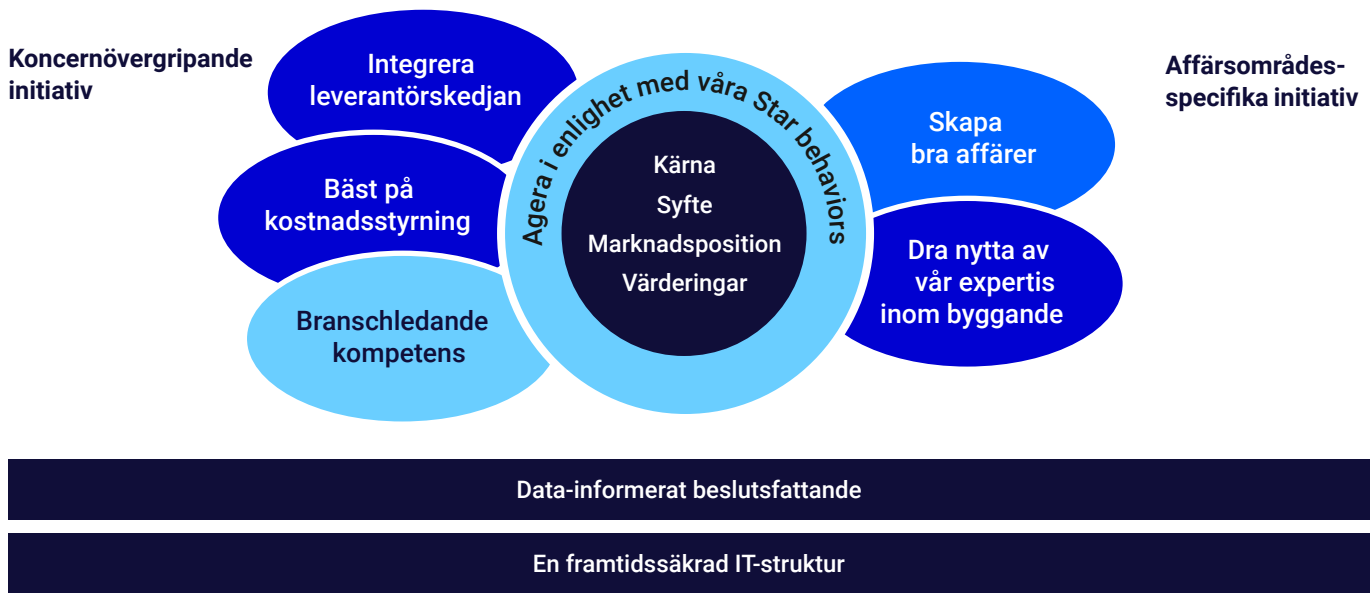 Koncernövergripande
initiativ
Integrera
leverantörskedjan
Bäst på
kostnadsstyrning
Branschledande
kompetens
Agera i enlighet med våra Star behaviors
Kärna
Syfte
Marknadsposition
Värderingar
Affärsområdes-
specifika initiativ
Skapa
bra affärer
Dra nytta av
vår expertis
inom byggande
Data-informerat beslutsfattande
En framtidssäkrad IT-struktur